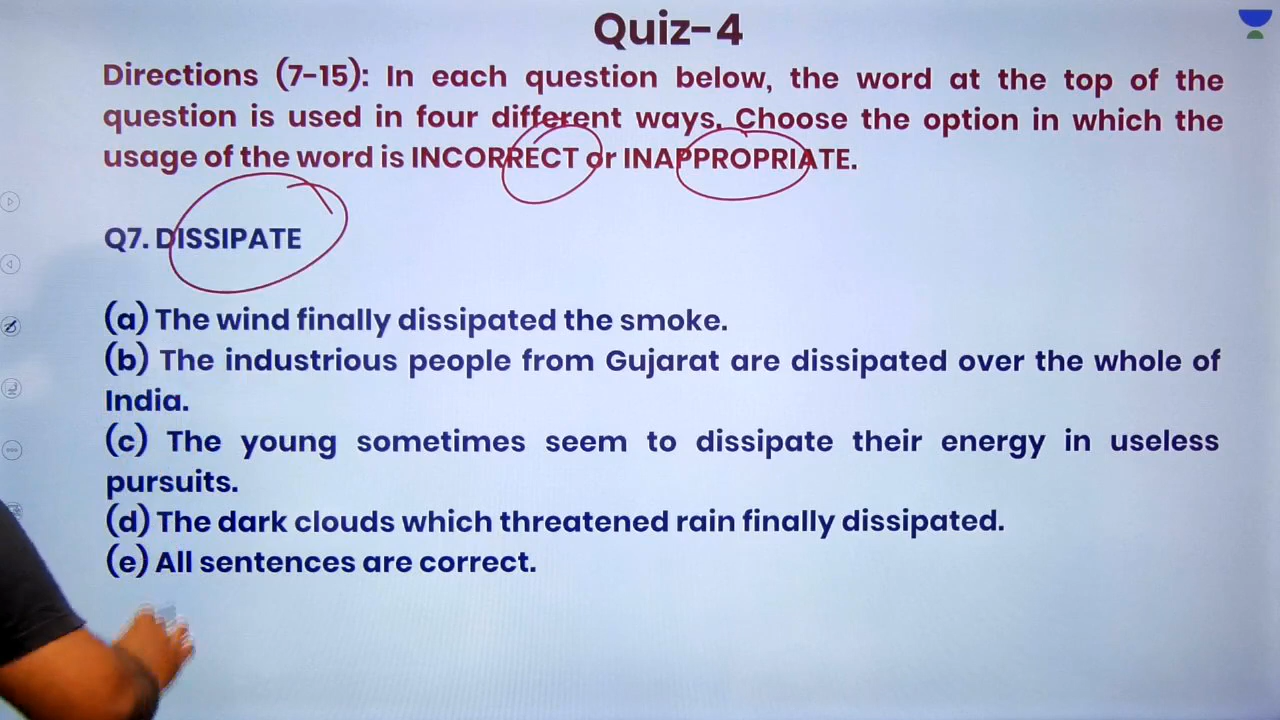 Quiz-4
Directions (7-15): In each question below, the word at the top of the
question is used in four different ways. Choose the option in which the
usage of the word is INCORRECT or INAPPROPRIATE.
Q7. DISSIPATE
(a) The wind finally dissipated the smoke.
(b) The industrious people from Gujarat are dissipated over the whole of
India.
(c) The young sometimes seem to dissipate their energy in useless
pursuits.
(d) The dark clouds which threatened rain finally dissipated.
(e) All sentences are correct.